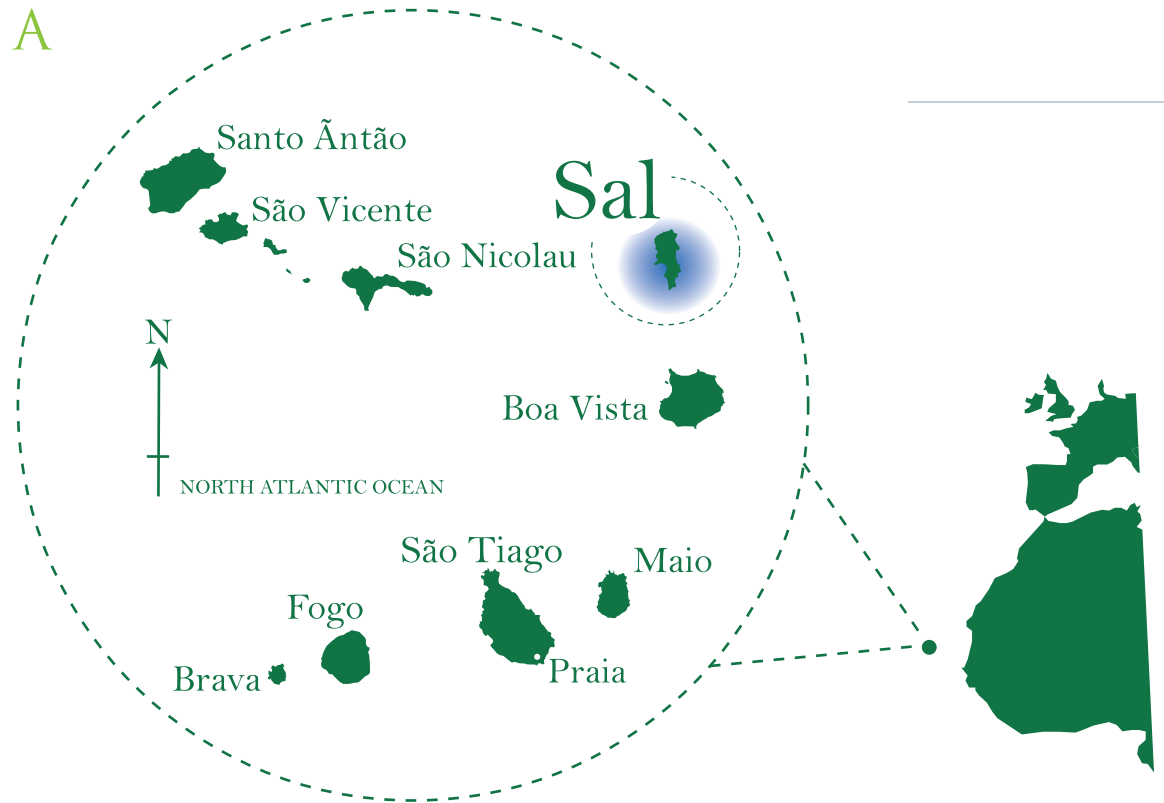 A
Santo Ãntão
Sal
São Vicente
São Nicolau
N
Boa Vista
NORTH ATLANTIC OCEAN
São Tiago
Maio
Fogo
Praia
Brava